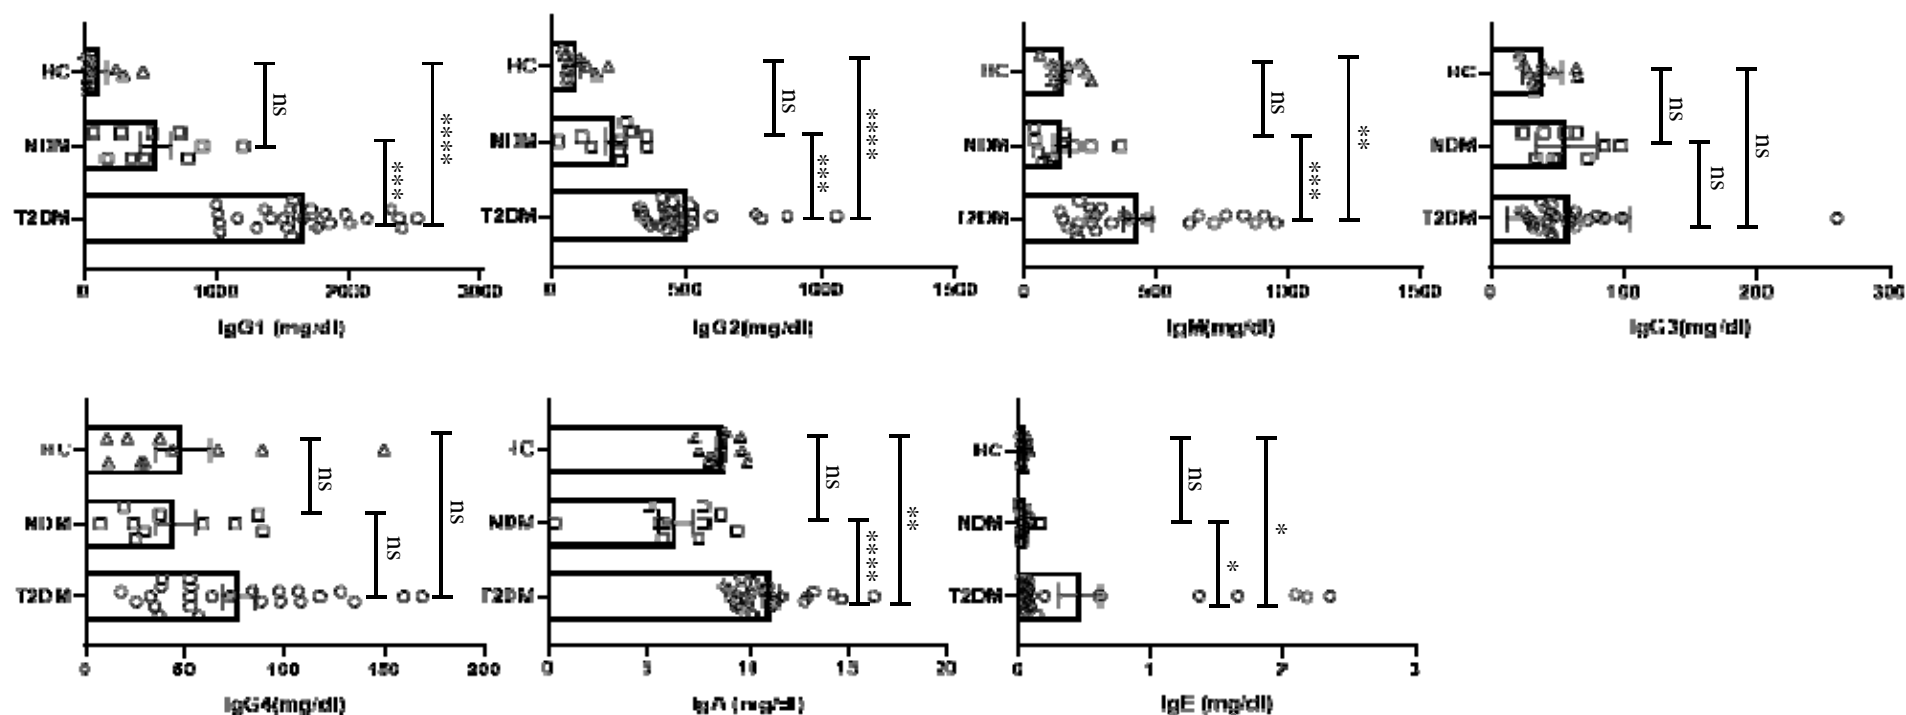 HC
NDM
T2DM
ns
***
****
0 1000 2000 3000
IgG1 (mg/dl)
HC
NDM
T2DM
ns
***
****
0 500 1000 1500
IgG2(mg/dl)
HC
NDM
T2DM
ns
***
**
0 500 1000 1500
IgM(mg/dl)
HC
NDM
T2DM
ns
ns
ns
0 100 200 300
IgG3(mg/dl)
HC
NDM
T2DM
ns
ns
ns
0 50 100 150 200
IgG4(mg/dl)
HC
NDM
T2DM
ns
****
**
0 5 10 15 20
IgA (mg/dl)
HC
NDM
T2DM
ns
*
*
0 1 2 3
IgE (mg/dl)